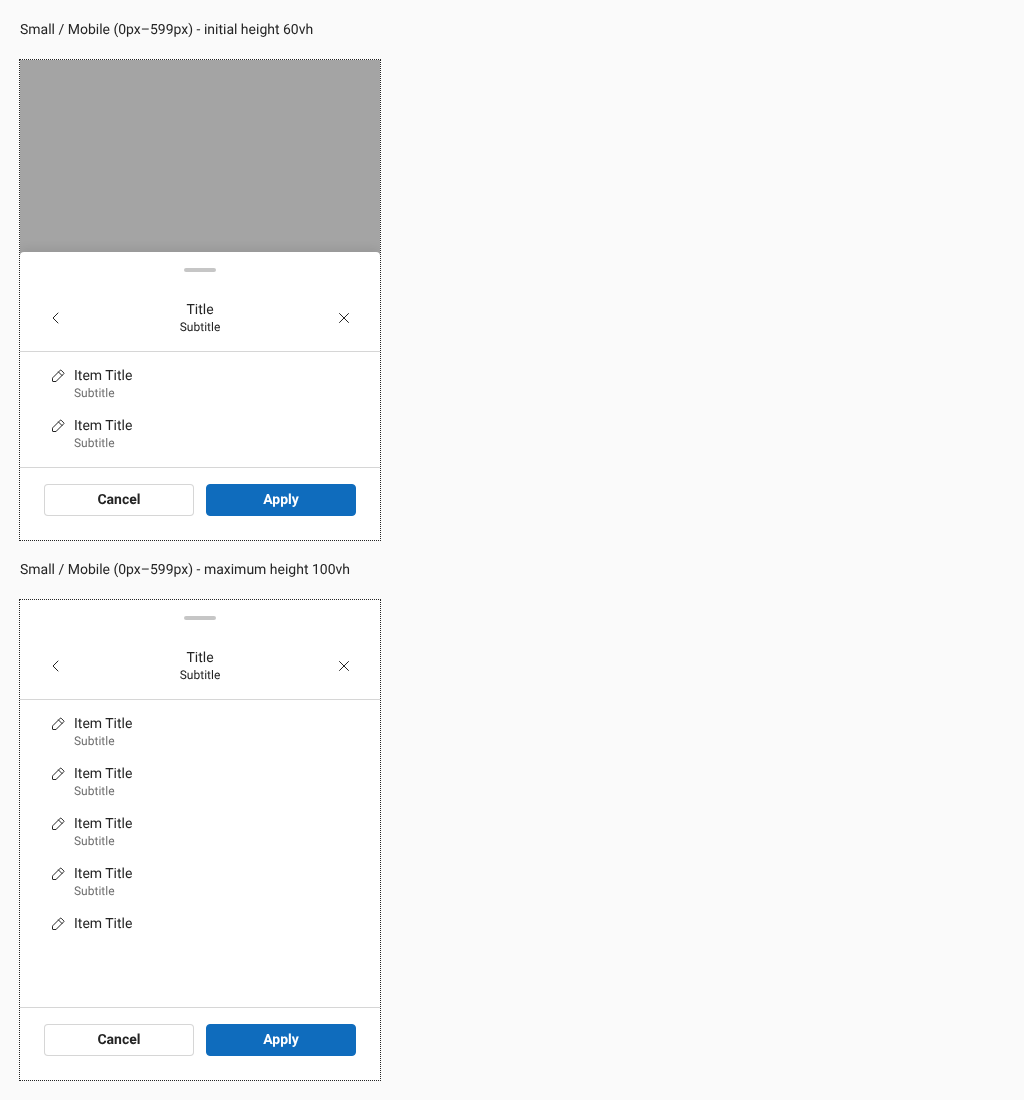 Small / Mobile (0px–599px) - initial height 60vh
Title
Subtitle
Item Title
Subtitle
Item Title
Subtitle
Cancel
Apply
Small / Mobile (0px–599px) - maximum height 100vh
Title
Subtitle
Item Title
Subtitle
Item Title
Subtitle
Item Title
Subtitle
Item Title
Subtitle
Item Title
Cancel
Apply